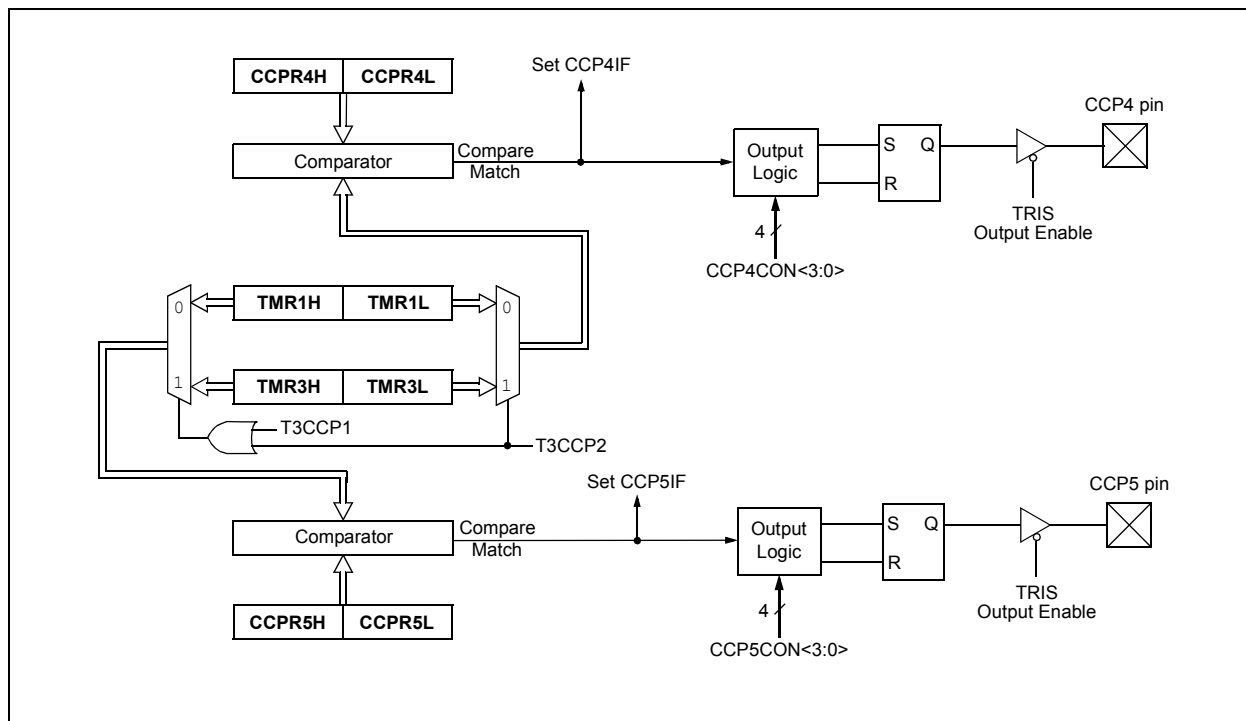 CCPR4H CCPR4L
Set CCP4IF
CCP4 pin
Comparator
Compare
Match
Output
Logic
S Q
R
TRIS
Output Enable
4
CCP4CON<3:0>
0 TMR1H TMR1L 0
1 TMR3H TMR3L 1
T3CCP1
T3CCP2
Set CCP5IF
CCP5 pin
Comparator
Compare
Match
Output
Logic
S Q
R
TRIS
Output Enable
4
CCPR5H CCPR5L
CCP5CON<3:0>